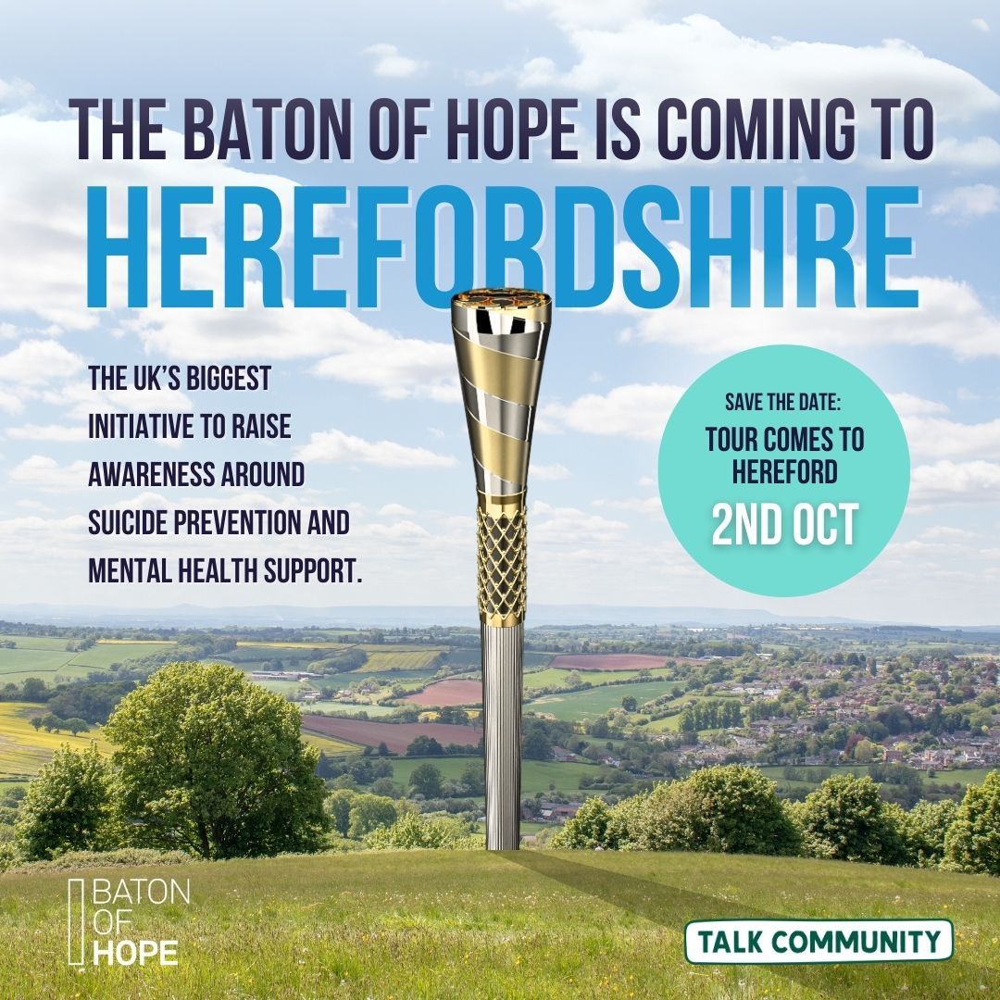 THE BATON OF HOPE IS COMING TO
HEREFORDSHIRE
THE UK'S BIGGEST
INITIATIVE TO RAISE
AWARENESS AROUND
SUICIDE PREVENTION AND
MENTAL HEALTH SUPPORT.
SAVE THE DATE:
TOUR COMES TO
HEREFORD
2ND OCT
BATON
OF
HOPE
TALK COMMUNITY